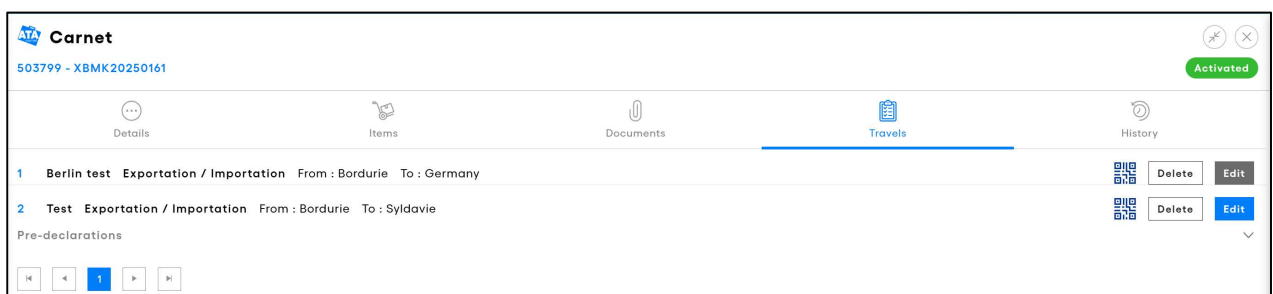 ATA Carnet
503799 - XBMK20250161
Activated
Details
Items
Documents
Travels
History
1 Berlin test Exportation / Importation From : Bordurie To : Germany Delete Edit
2 Test Exportation / Importation From : Bordurie To : Syldavie Delete Edit
Pre-declarations
1